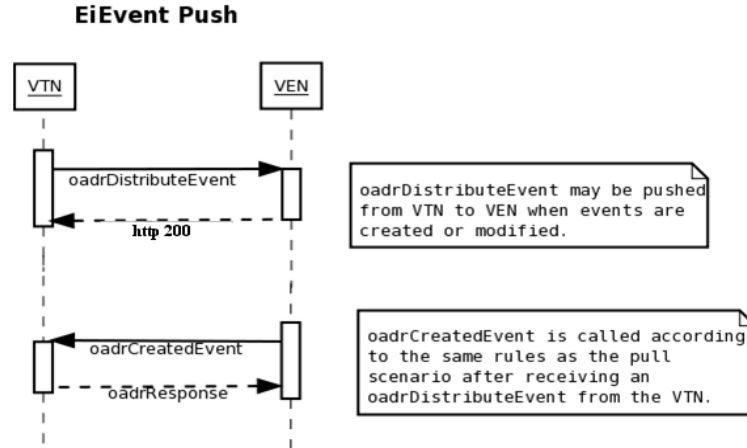 EiEvent Push
VTN
VEN
oadrDistributeEvent
http 200
oadrDistributeEvent may be pushed
from VTN to VEN when events are
created or modified.
oadrCreatedEvent
oadrResponse
oadrCreatedEvent is called according
to the same rules as the pull
scenario after receiving an
oadrDistributeEvent from the VTN.